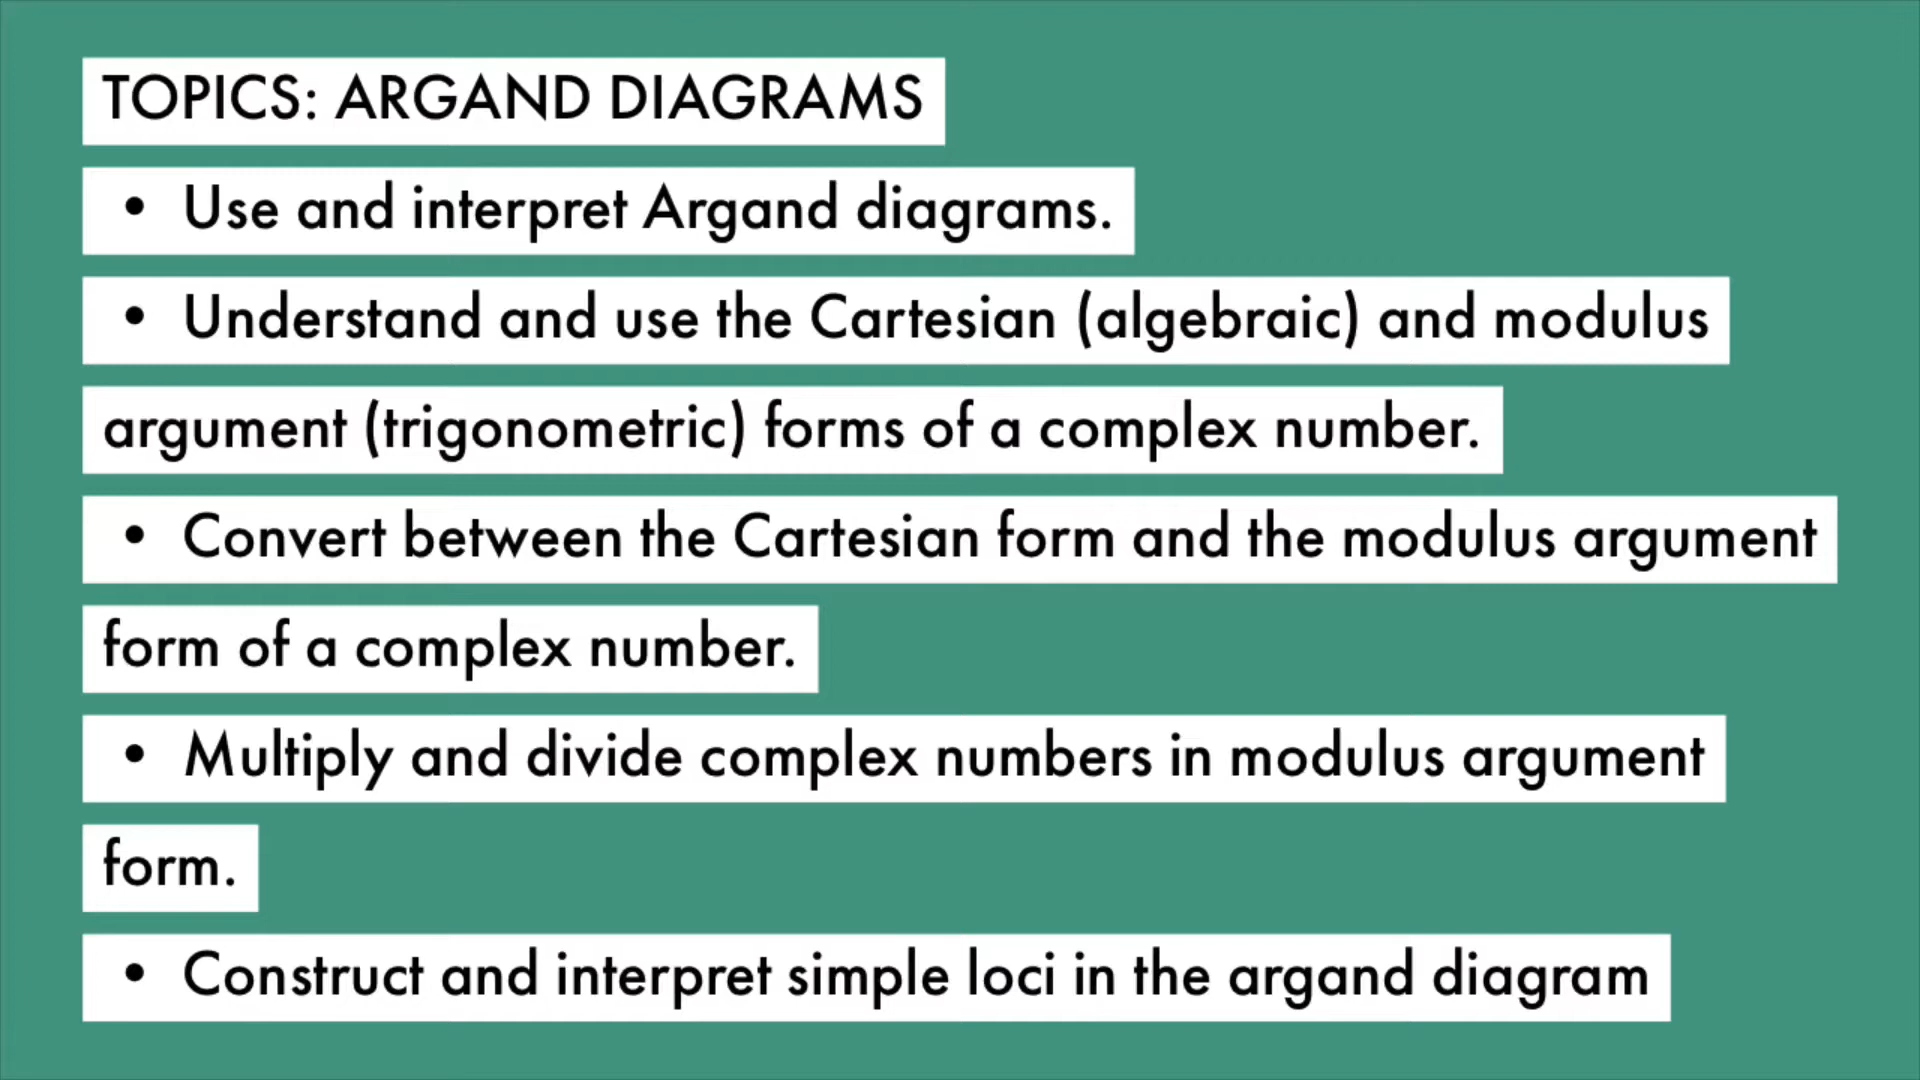 TOPICS: ARGAND DIAGRAMS
• Use and interpret Argand diagrams.
• Understand and use the Cartesian (algebraic) and modulus
argument (trigonometric) forms of a complex number.
• Convert between the Cartesian form and the modulus argument
form of a complex number.
• Multiply and divide complex numbers in modulus argument
form.
• Construct and interpret simple loci in the argand diagram